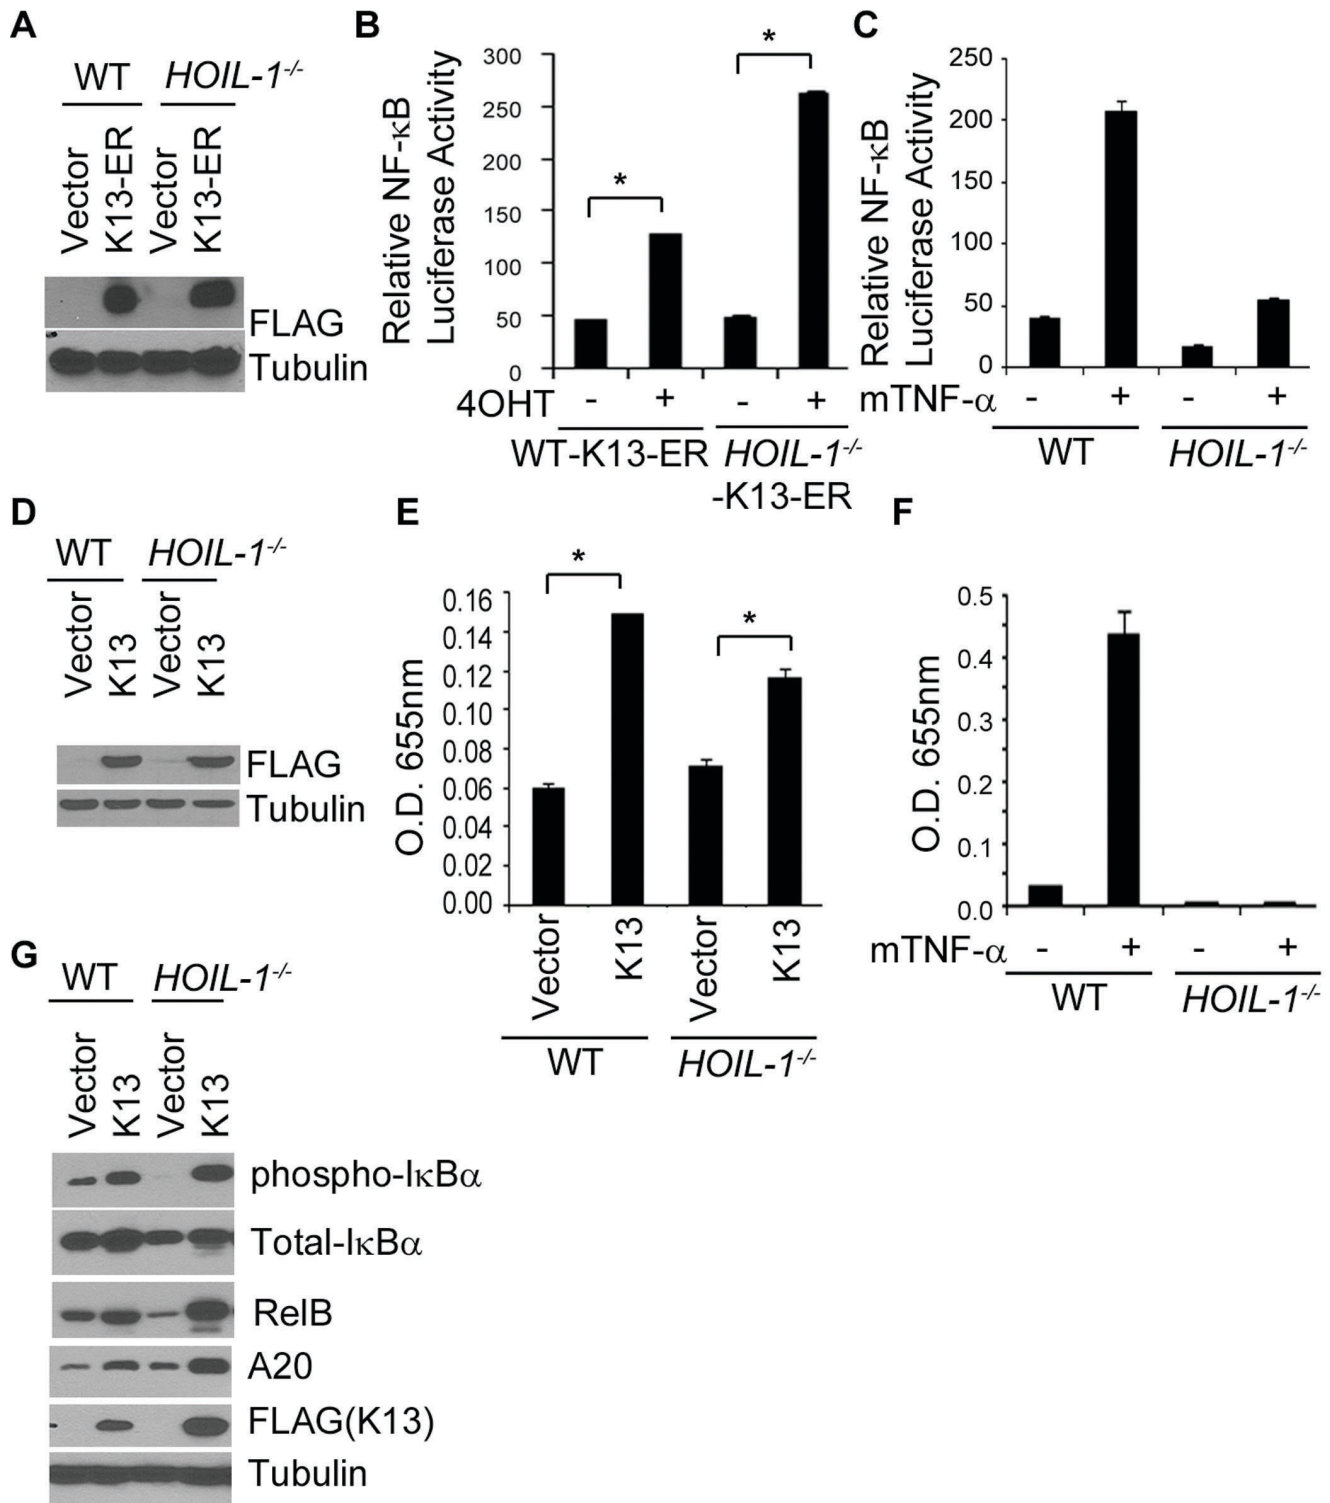 A
WT HOIL-1-/-
Vector
K13-ER
Vector
K13-ER
FLAG
Tubulin
B
Relative NF-κB
Luciferase Activity
300
250
200
150
100
50
0
*
*
4OHT - + - +
WT-K13-ER HOIL-1-/-
-K13-ER
C
Relative NF-κB
Luciferase Activity
250
200
150
100
50
0
mTNF-α - + - +
WT HOIL-1-/-
D
WT HOIL-1-/-
Vector
K13
Vector
K13
FLAG
Tubulin
E
O.D. 655nm
0.16
0.14
0.12
0.10
0.08
0.06
0.04
0.02
0.00
*
*
Vector
K13
Vector
K13
WT HOIL-1-/-
F
O.D. 655nm
0.5
0.4
0.3
0.2
0.1
0.0
mTNF-α - + - +
WT HOIL-1-/-
G
WT HOIL-1-/-
Vector
K13
Vector
K13
phospho-IκBα
Total-IκBα
RelB
A20
FLAG(K13)
Tubulin